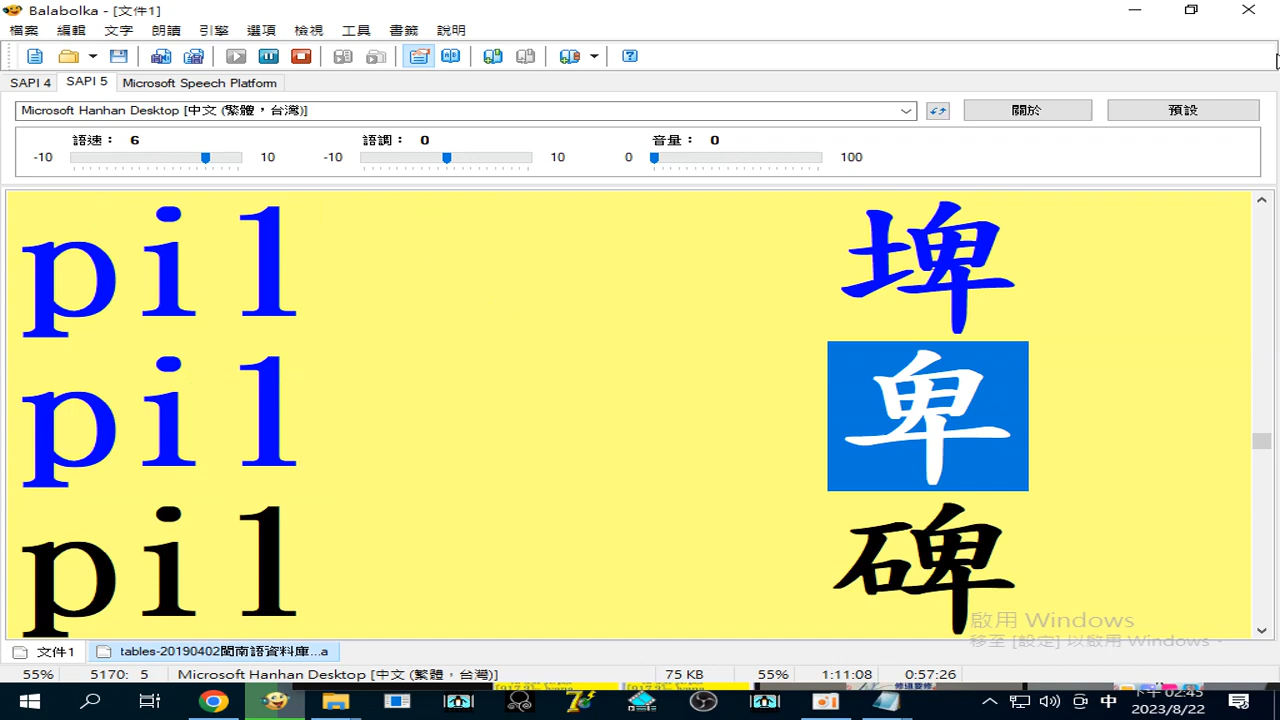 Balabolka - [文件1]
檔案 編輯 文字 朗讀 引擎 選項 檢視 工具 書籤 說明
SAPI 4 SAPI 5 Microsoft Speech Platform
Microsoft Hanhan Desktop [中文 (繁體，台灣)] 關於 預設
語速： 6 語調： 0 音量： 0
-10 10 -10 10 0 100
pil 埤
pil 卑
pil 碑
啟用 Windows
移至 [設定] 以啟用 Windows。
文件1 tables-20190402閩南語資料庫...a
55% 5170: 5 Microsoft Hanhan Desktop [中文 (繁體，台灣)] 75 KB 55% 1:11:08 0:57:26
中 下午 02:45
2023/8/22